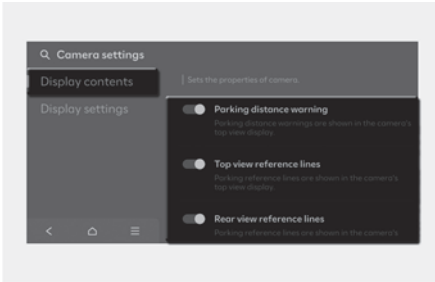 Camera settings
Display contents
Sets the properties of camera.
Display settings
Parking distance warning
Parking distance warnings are shown in the camera's
top view display.
Top view reference lines
Parking reference lines are shown in the camera's
top view display.
Rear view reference lines
Parking reference lines are shown in the camera's